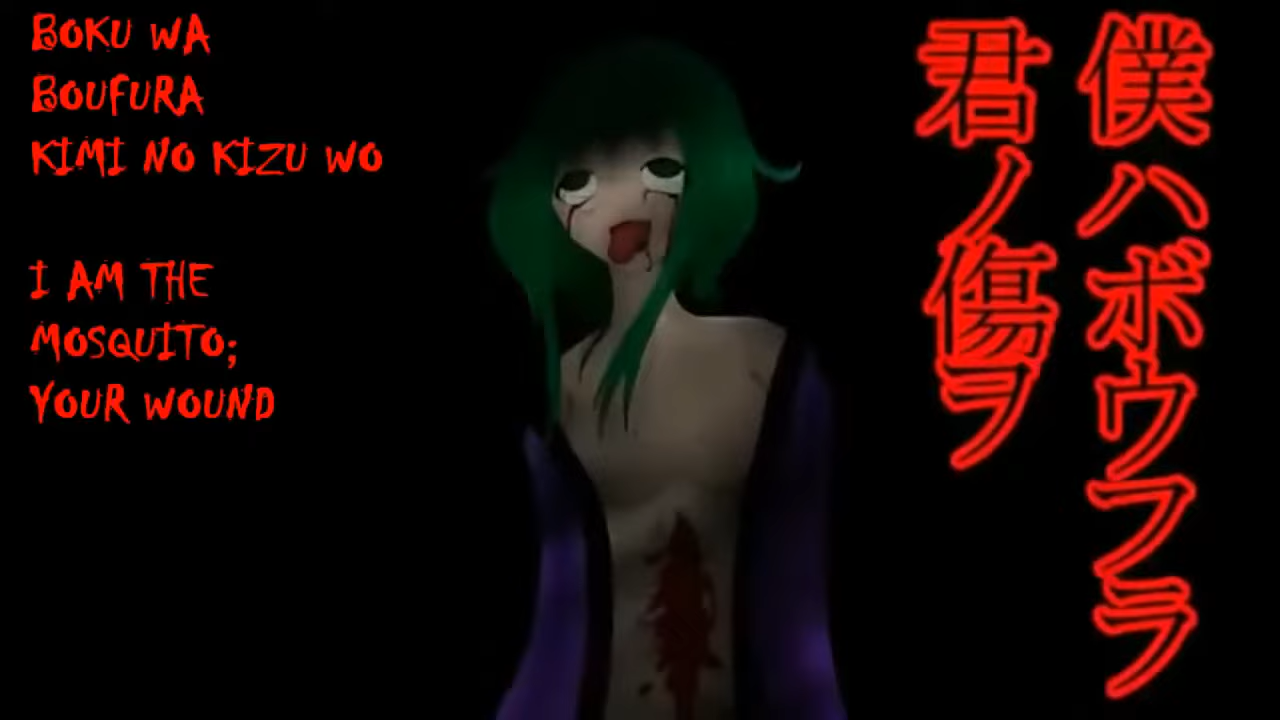 BOKU WA
BOUFURA
KIMI NO KIZU WO
I AM THE
MOSQUITO;
YOUR WOUND
僕ハボウフラ
君ノ傷ヲ